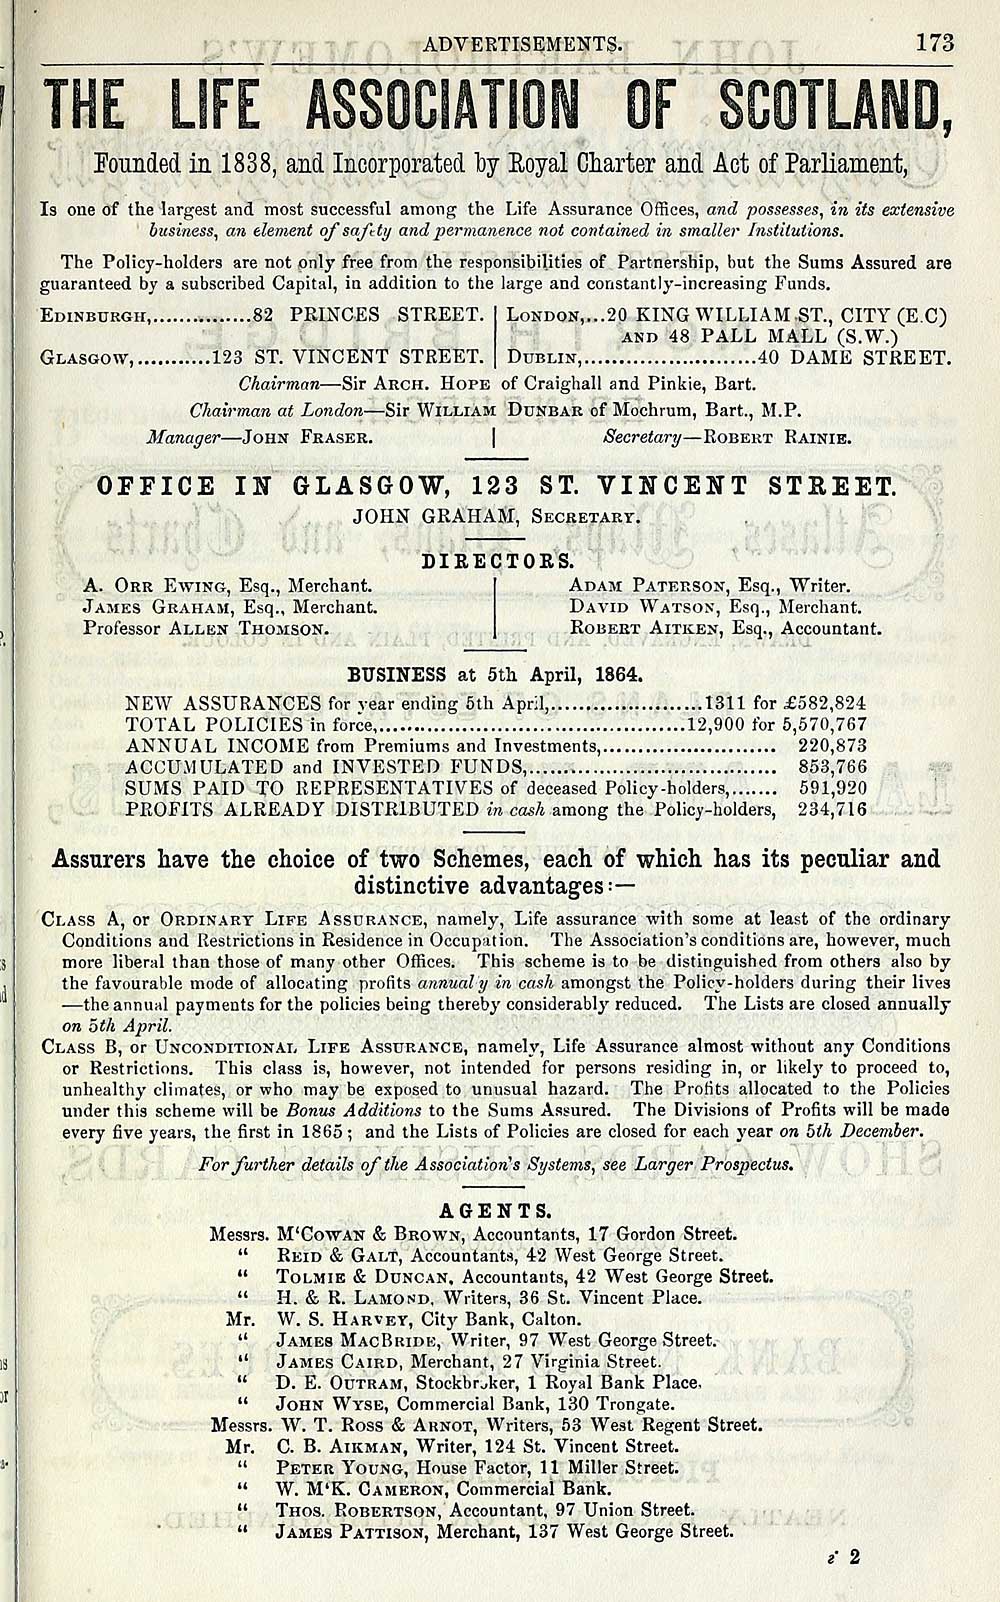 ADVERTISEMENTS. 173
THE LIFE ASSOCIATION OF SCOTLAND,
Founded in 1838, and Incorporated by Royal Charter and Act of Parliament,
Is one of the largest and most successful among the Life Assurance Offices, and possesses, in its extensive
business, an element of safety and permanence not contained in smaller Institutions.
The Policy-holders are not only free from the responsibilities of Partnership, but the Sums Assured are
guaranteed by a subscribed Capital, in addition to the large and constantly-increasing Funds.
EDINBURGH,...............82 PRINCES STREET.
GLASGOW,...........123 ST. VINCENT STREET.
LONDON,...20 KING WILLIAM ST., CITY (E.C)
AND 48 PALL MALL (S.W.)
DUBLIN,..........................40 DAME STREET.
Chairman—Sir ARCH. HOPE of Craighall and Pinkie, Bart.
Chairman at London—Sir WILLIAM DUNBAR of Mochrum, Bart., M.P.
Manager—JOHN FRASER. | Secretary—ROBERT RAINIE.
OFFICE IN GLASGOW, 123 ST. VINCENT STREET.
JOHN GRAHAM, SECRETARY.
DIRECTORS.
A. ORR EWING, Esq., Merchant.
JAMES GRAHAM, Esq., Merchant.
Professor ALLEN THOMSON.
ADAM PATERSON, Esq., Writer.
DAVID WATSON, Esq., Merchant.
ROBERT AITKEN, Esq., Accountant.
BUSINESS at 5th April, 1864.
NEW ASSURANCES for year ending 5th April,......................1311 for £582,824
TOTAL POLICIES in force,..............................................12,900 for 5,570,767
ANNUAL INCOME from Premiums and Investments,......................... 220,873
ACCUMULATED and INVESTED FUNDS,.................................... 853,766
SUMS PAID TO REPRESENTATIVES of deceased Policy-holders,....... 591,920
PROFITS ALREADY DISTRIBUTED in cash among the Policy-holders, 234,716
Assurers have the choice of two Schemes, each of which has its peculiar and
distinctive advantages:—
CLASS A, or ORDINARY LIFE ASSURANCE, namely, Life assurance with some at least of the ordinary
Conditions and Restrictions in Residence in Occupation. The Association's conditions are, however, much
more liberal than those of many other Offices. This scheme is to be distinguished from others also by
the favourable mode of allocating profits annual y in cash amongst the Policy-holders during their lives
—the annual payments for the policies being thereby considerably reduced. The Lists are closed annually
on 5th April.
CLASS B, or UNCONDITIONAL LIFE ASSURANCE, namely, Life Assurance almost without any Conditions
or Restrictions. This class is, however, not intended for persons residing in, or likely to proceed to,
unhealthy climates, or who may be exposed to unusual hazard. The Profits allocated to the Policies
under this scheme will be Bonus Additions to the Sums Assured. The Divisions of Profits will be made
every five years, the first in 1865; and the Lists of Policies are closed for each year on 5th December.
For further details of the Association's Systems, see Larger Prospectus.
AGENTS.
Messrs. M'COWAN & BROWN, Accountants, 17 Gordon Street.
" REID & GALT, Accountants, 42 West George Street.
" TOLMIE & DUNCAN, Accountants, 42 West George Street.
" H. & R. LAMOND, Writers, 36 St. Vincent Place.
Mr. W. S. HARVEY, City Bank, Calton.
" JAMES MACBRIDE, Writer, 97 West George Street.
" JAMES CAIRD, Merchant, 27 Virginia Street.
" D. E. OUTRAM, Stockbroker, 1 Royal Bank Place.
" JOHN WYSE, Commercial Bank, 130 Trongate.
Messrs. W. T. ROSS & ARNOT, Writers, 53 West Regent Street.
Mr. C. B. AIKMAN, Writer, 124 St. Vincent Street.
" PETER YOUNG, House Factor, 11 Miller Street.
" W. M'K. CAMERON, Commercial Bank.
" THOS. ROBERTSON, Accountant, 97 Union Street.
" JAMES PATTISON, Merchant, 137 West George Street.
i 2